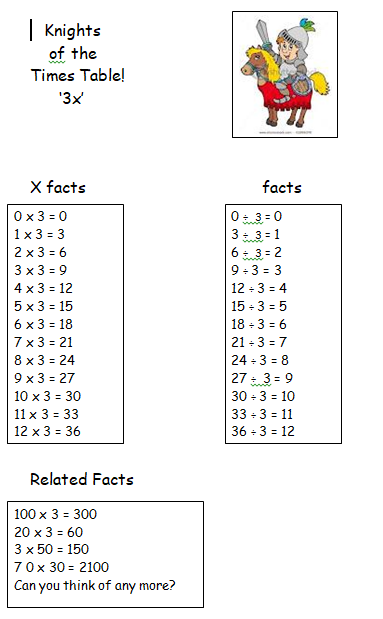 Knights
of the
Times Table!
‘3x’
X facts
0 x 3 = 0
1 x 3 = 3
2 x 3 = 6
3 x 3 = 9
4 x 3 = 12
5 x 3 = 15
6 x 3 = 18
7 x 3 = 21
8 x 3 = 24
9 x 3 = 27
10 x 3 = 30
11 x 3 = 33
12 x 3 = 36
facts
0 ÷ 3 = 0
3 ÷ 3 = 1
6 ÷ 3 = 2
9 ÷ 3 = 3
12 ÷ 3 = 4
15 ÷ 3 = 5
18 ÷ 3 = 6
21 ÷ 3 = 7
24 ÷ 3 = 8
27 ÷ 3 = 9
30 ÷ 3 = 10
33 ÷ 3 = 11
36 ÷ 3 = 12
Related Facts
100 x 3 = 300
20 x 3 = 60
3 x 50 = 150
7 0 x 30 = 2100
Can you think of any more?